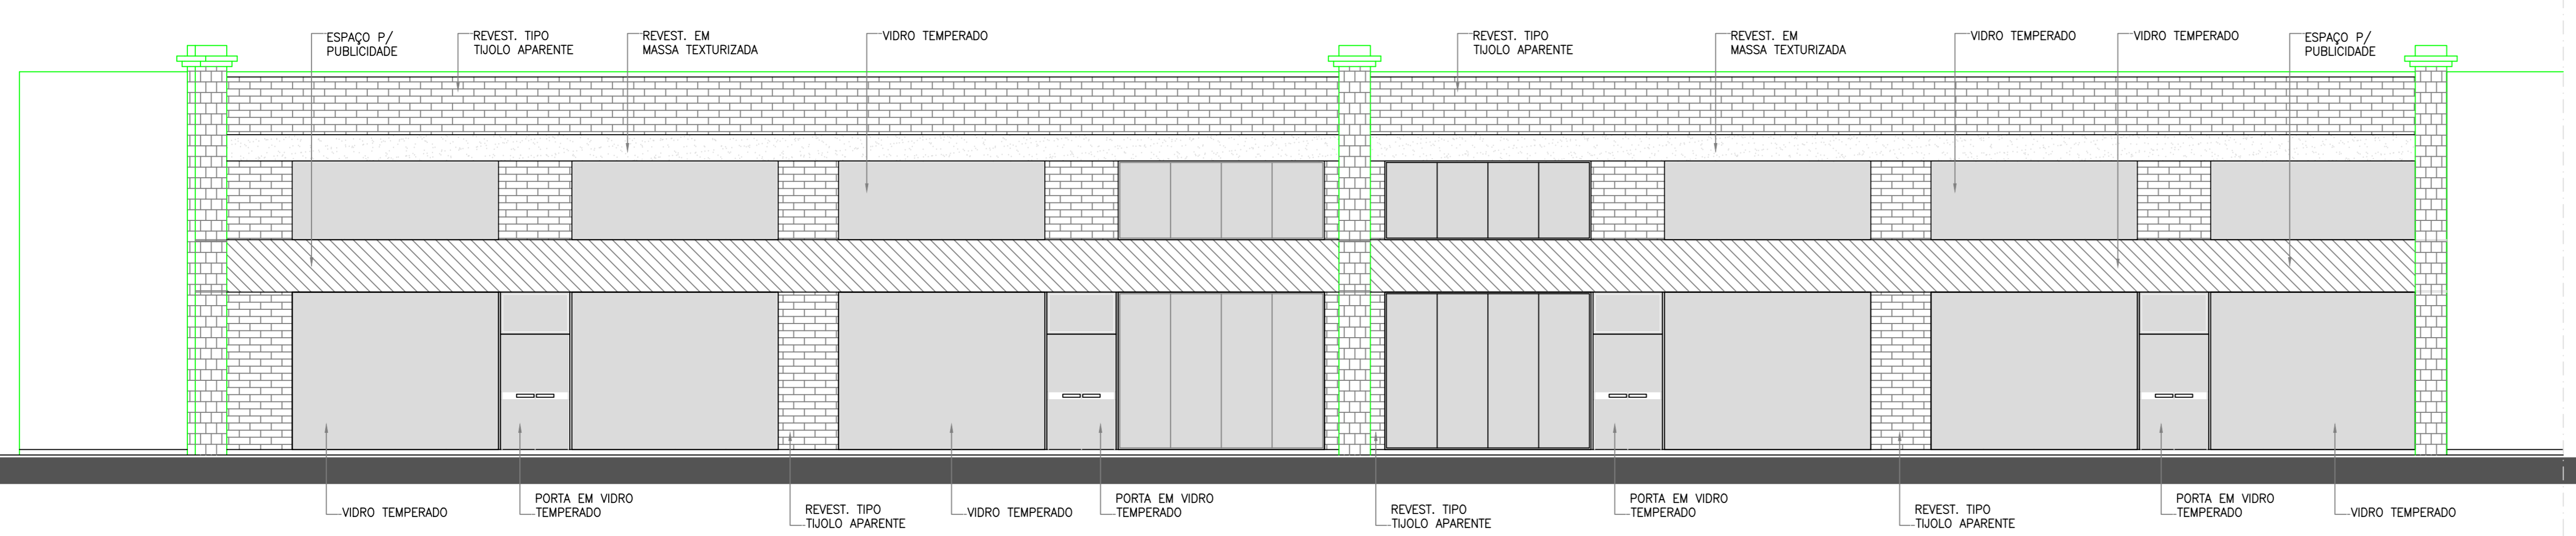 ESPAÇO P/
PUBLICIDADE
REVEST. TIPO
TIJOLO APARENTE
REVEST. EM
MASSA TEXTURIZADA
VIDRO TEMPERADO
REVEST. TIPO
TIJOLO APARENTE
REVEST. EM
MASSA TEXTURIZADA
VIDRO TEMPERADO
VIDRO TEMPERADO
ESPAÇO P/
PUBLICIDADE
VIDRO TEMPERADO
PORTA EM VIDRO
TEMPERADO
REVEST. TIPO
TIJOLO APARENTE
VIDRO TEMPERADO
PORTA EM VIDRO
TEMPERADO
REVEST. TIPO
TIJOLO APARENTE
PORTA EM VIDRO
TEMPERADO
REVEST. TIPO
TIJOLO APARENTE
PORTA EM VIDRO
TEMPERADO
VIDRO TEMPERADO